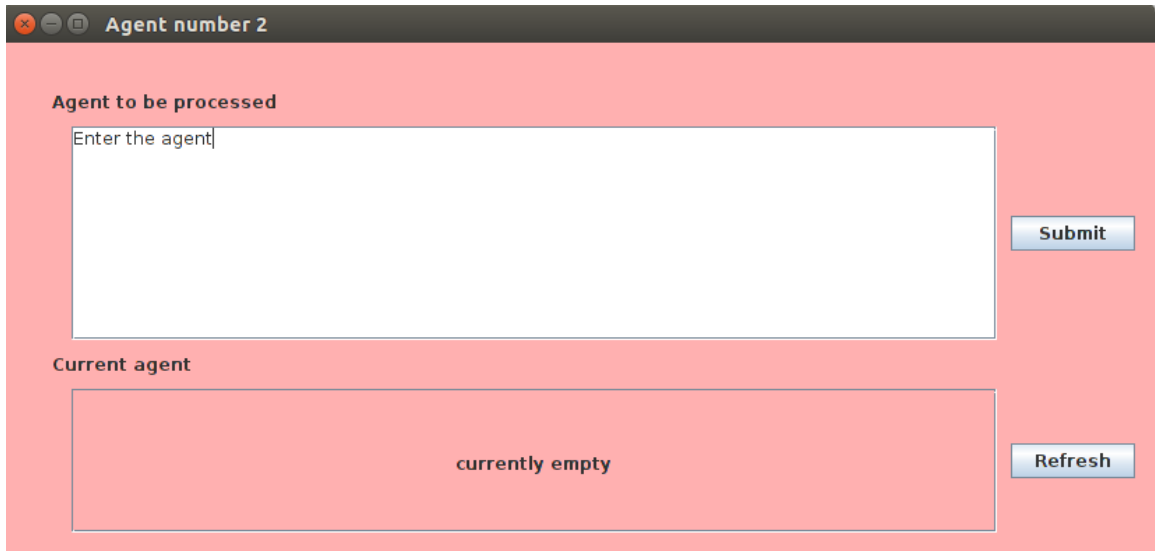 Agent number 2
Agent to be processed
Enter the agent
Submit
Current agent
currently empty
Refresh